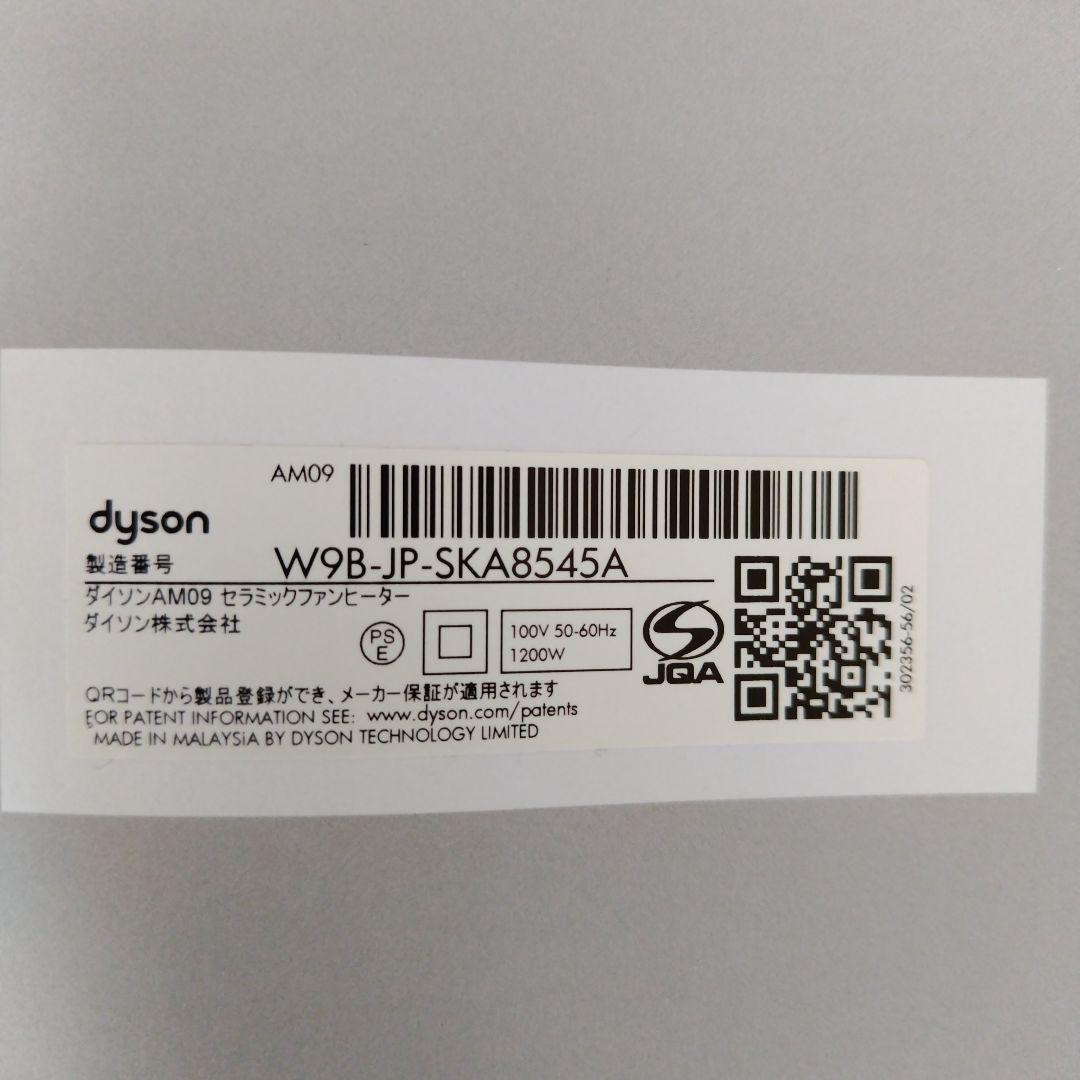 AM09
dyson
製造番号 W9B-JP-SKA8545A
ダイソンAM09 セラミックファンヒーター
ダイソン株式会社
PS
E
100V 50-60Hz
1200W
JQA
302356-56/02
QRコードから製品登録ができ、メーカー保証が適用されます
FOR PATENT INFORMATION SEE: www.dyson.com/patents
MADE IN MALAYSiA BY DYSON TECHNOLOGY LIMITED